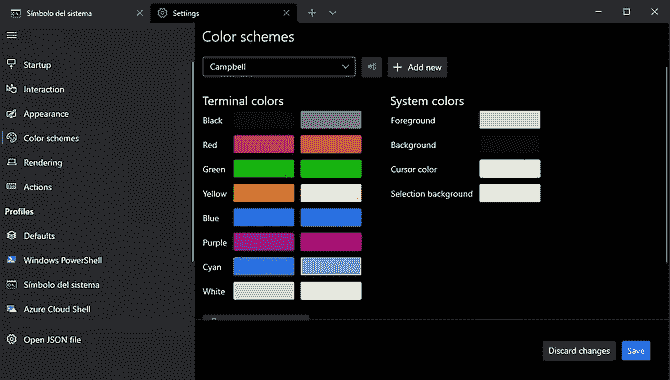 Símbolo del sistema
Settings
Color schemes
Campbell
Add new
Startup
Interaction
Appearance
Color schemes
Rendering
Actions
Profiles
Defaults
Windows PowerShell
Símbolo del sistema
Azure Cloud Shell
Open JSON file
Terminal colors
Black
Red
Green
Yellow
Blue
Purple
Cyan
White
System colors
Foreground
Background
Cursor color
Selection background
Discard changes
Save